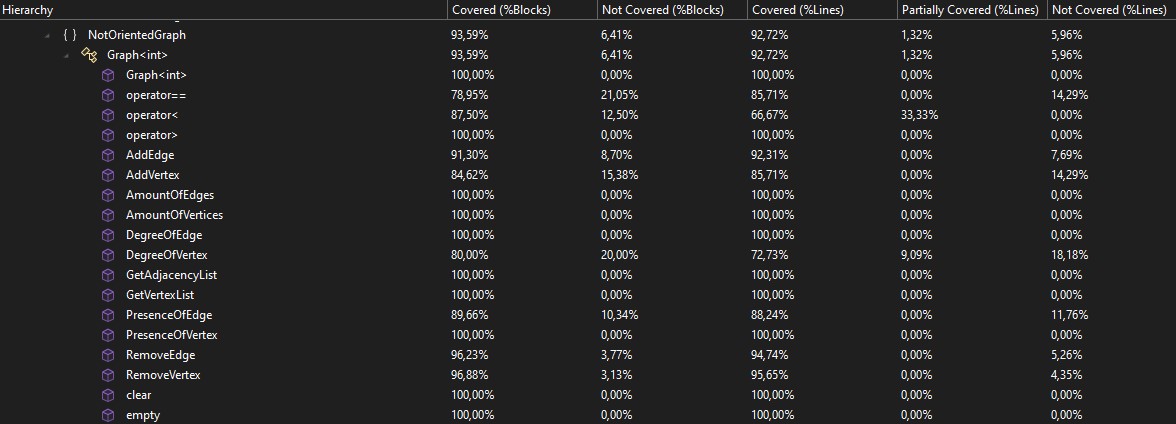 Hierarchy Covered (%Blocks) Not Covered (%Blocks) Covered (%Lines) Partially Covered (%Lines) Not Covered (%Lines)
{ } NotOrientedGraph 93,59% 6,41% 92,72% 1,32% 5,96%
Graph<int> 93,59% 6,41% 92,72% 1,32% 5,96%
Graph<int> 100,00% 0,00% 100,00% 0,00% 0,00%
operator== 78,95% 21,05% 85,71% 0,00% 14,29%
operator< 87,50% 12,50% 66,67% 33,33% 0,00%
operator> 100,00% 0,00% 100,00% 0,00% 0,00%
AddEdge 91,30% 8,70% 92,31% 0,00% 7,69%
AddVertex 84,62% 15,38% 85,71% 0,00% 14,29%
AmountOfEdges 100,00% 0,00% 100,00% 0,00% 0,00%
AmountOfVertices 100,00% 0,00% 100,00% 0,00% 0,00%
DegreeOfEdge 100,00% 0,00% 100,00% 0,00% 0,00%
DegreeOfVertex 80,00% 20,00% 72,73% 9,09% 18,18%
GetAdjacencyList 100,00% 0,00% 100,00% 0,00% 0,00%
GetVertexList 100,00% 0,00% 100,00% 0,00% 0,00%
PresenceOfEdge 89,66% 10,34% 88,24% 0,00% 11,76%
PresenceOfVertex 100,00% 0,00% 100,00% 0,00% 0,00%
RemoveEdge 96,23% 3,77% 94,74% 0,00% 5,26%
RemoveVertex 96,88% 3,13% 95,65% 0,00% 4,35%
clear 100,00% 0,00% 100,00% 0,00% 0,00%
empty 100,00% 0,00% 100,00% 0,00% 0,00%